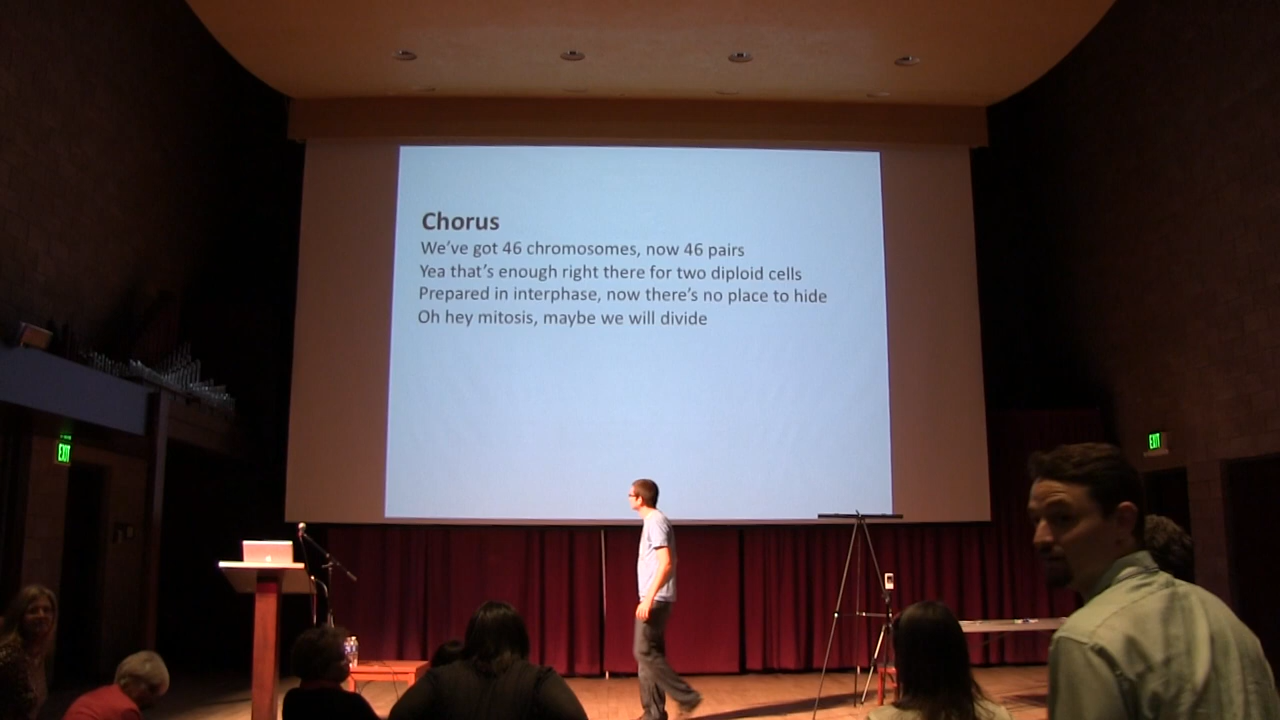 Chorus
We've got 46 chromosomes, now 46 pairs
Yea that's enough right there for two diploid cells
Prepared in interphase, now there's no place to hide
Oh hey mitosis, maybe we will divide
EXIT
EXIT